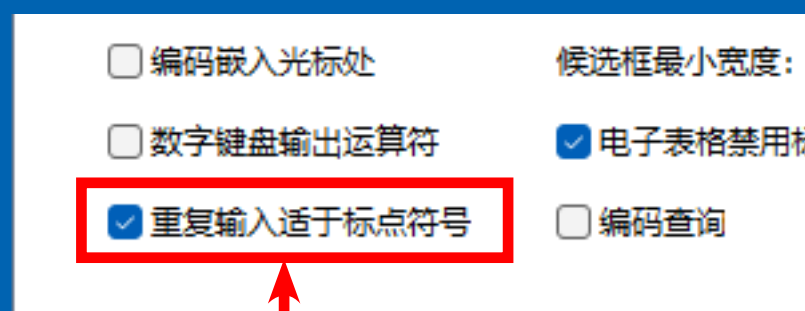 编码嵌入光标处
候选框最小宽度：
数字键盘输出运算符
电子表格禁用标
重复输入适于标点符号
编码查询